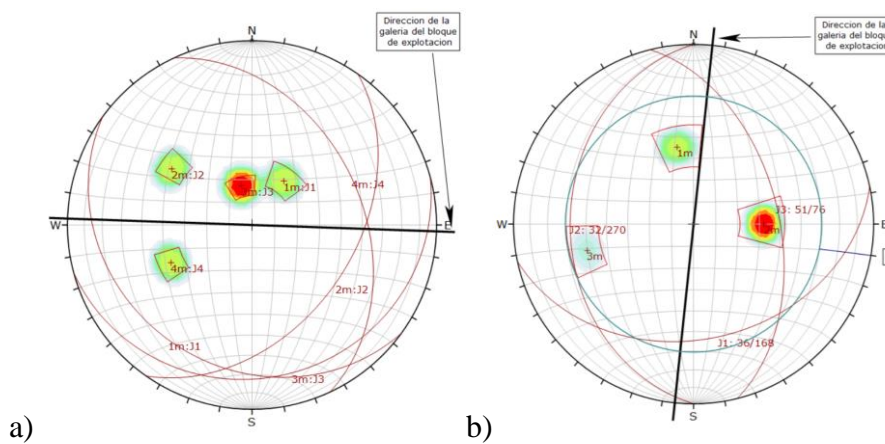 a)
Direccion de la
galeria del bloque
de explotacion
N
W
E
S
2m:J2
m:J3
1m:J1
4m:J4
4m:J4
2m:J2
1m:J1
3m:J3
b)
Direccion de la
galeria del bloque
de explotacion
N
W
E
S
1m
J3: 51/76
m
J2: 32/270
3m
J1: 36/168